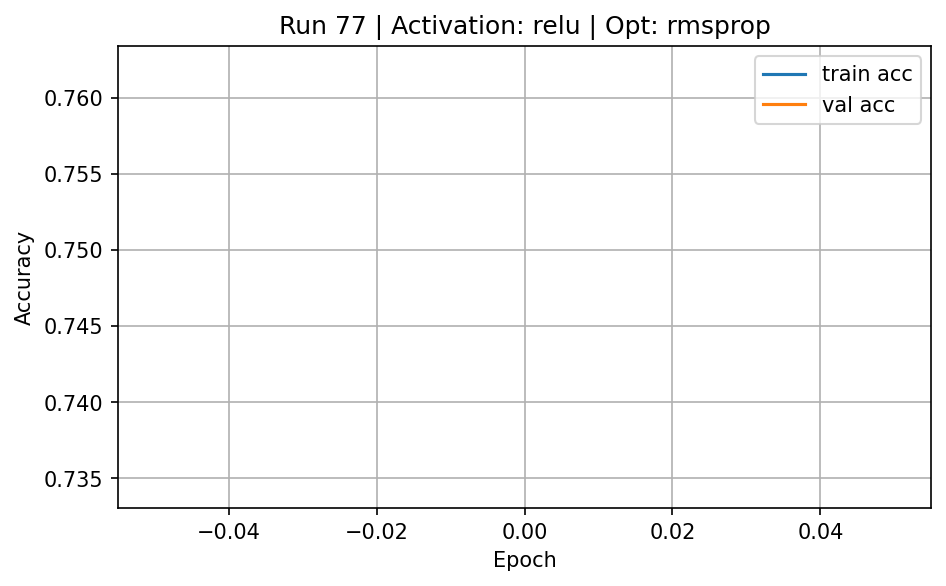 Run 77 | Activation: relu | Opt: rmsprop
train acc
val acc
0.760
0.755
0.750
0.745
0.740
0.735
Accuracy
−0.04
−0.02
0.00
0.02
0.04
Epoch